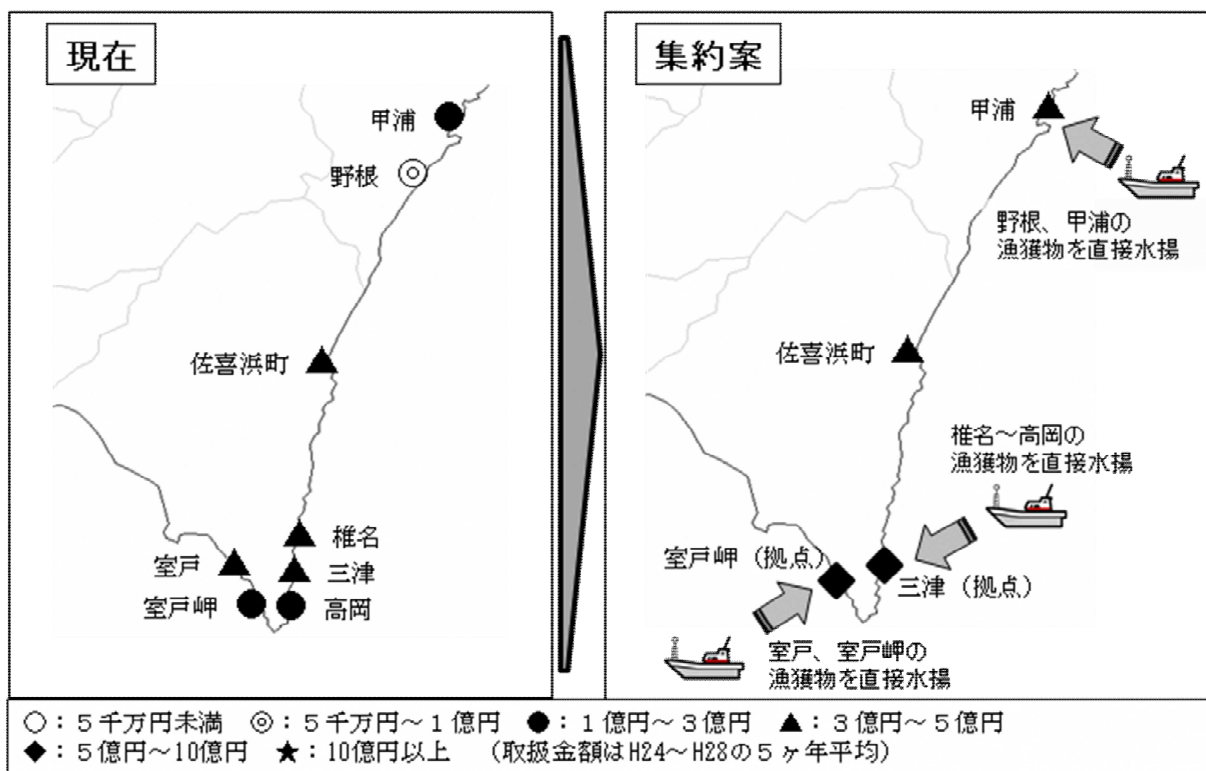 現在
甲浦
野根
佐喜浜町
椎名
室戸
三津
室戸岬
高岡
集約案
甲浦
野根、甲浦の
漁獲物を直接水揚
佐喜浜町
椎名～高岡の
漁獲物を直接水揚
室戸岬（拠点）
三津（拠点）
室戸、室戸岬の
漁獲物を直接水揚
○：５千万円未満　◎：５千万円～１億円　●：１億円～３億円　▲：３億円～５億円
◆：５億円～10億円　★：10億円以上　（取扱金額はH24～H28の５ヶ年平均）